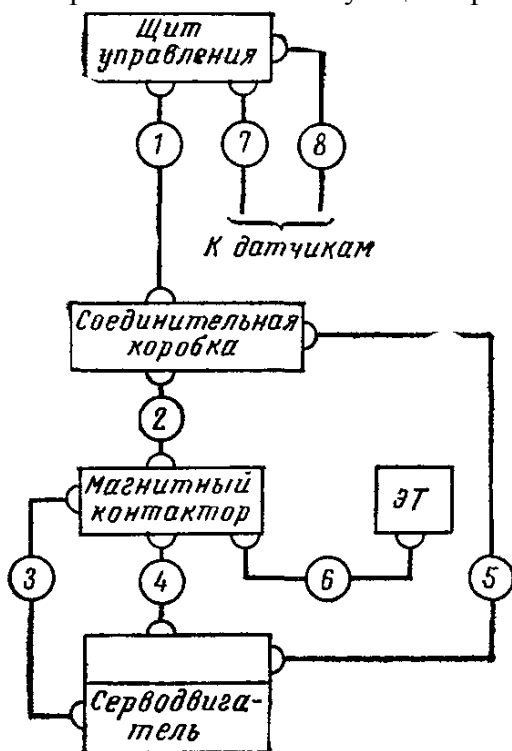 Щит
управления
1
7
8
К датчикам
Соединительная
коробка
2
Магнитный
контактор
ЭТ
3
4
6
5
Серводвига-
тель